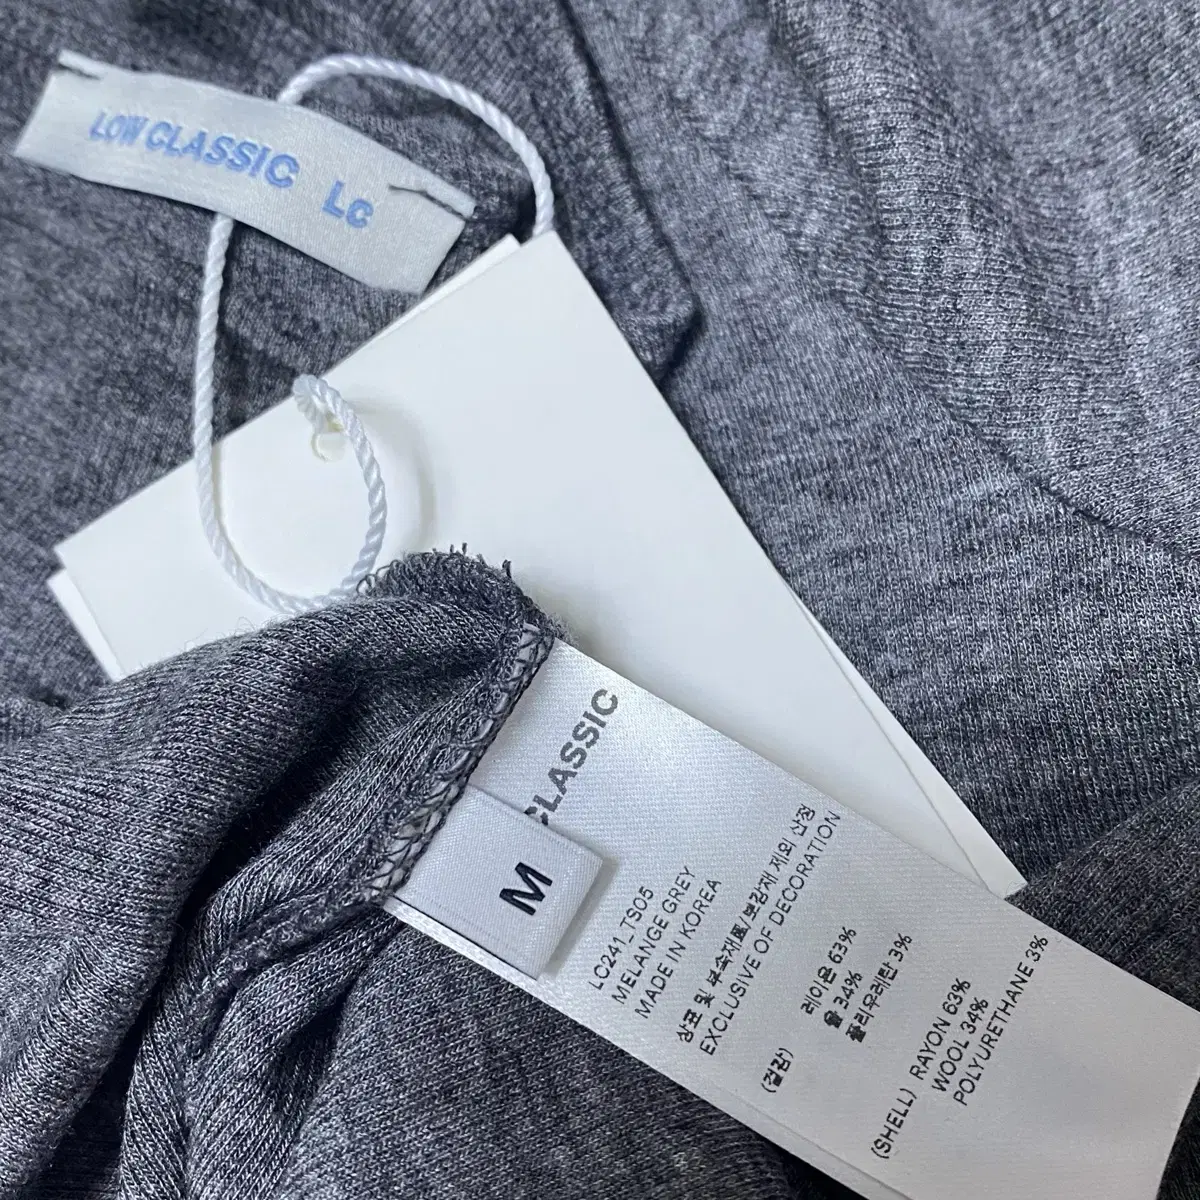 LOW CLASSIC LC
CLASSIC
M
LC241_TS05
MELANGE GREY
MADE IN KOREA
상표 및 부속재료/보강재 제외 산정
EXCLUSIVE OF DECORATION
(겉감) 레이온 63%
울 34%
폴리우레탄 3%
(SHELL) RAYON 63%
WOOL 34%
POLYURETHANE 3%